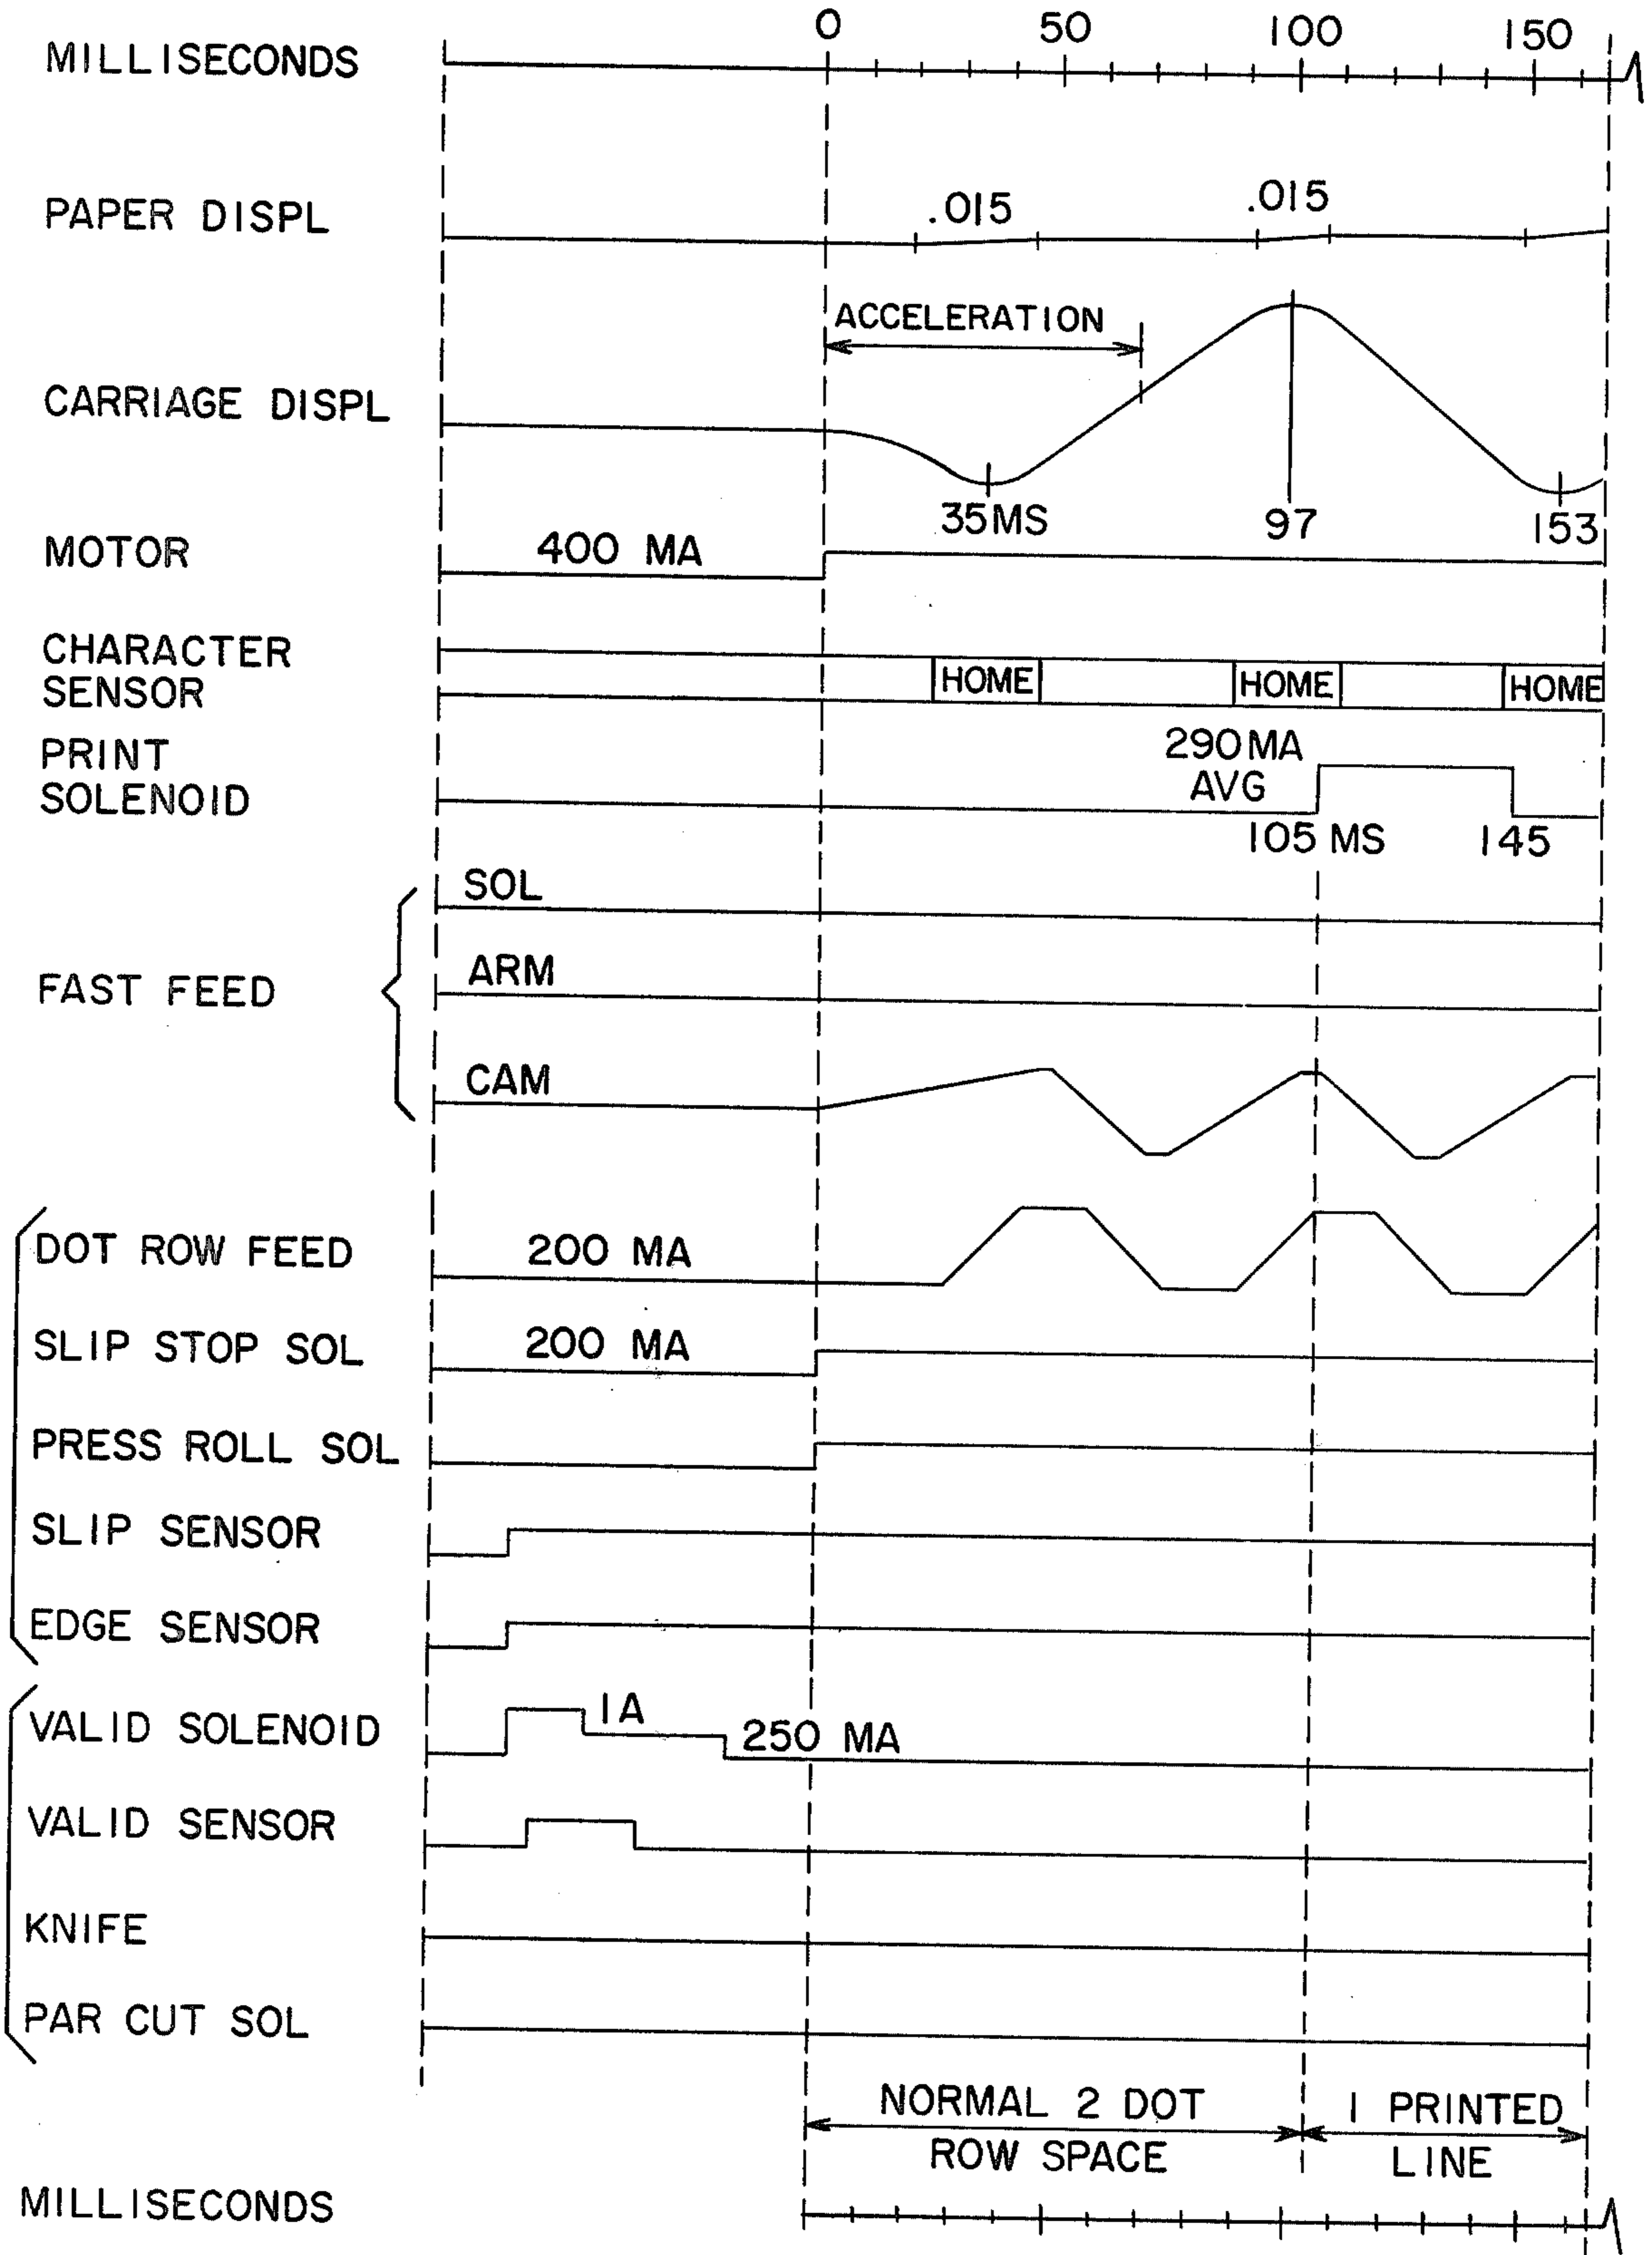 0 50 100 150
MILLISECONDS
.015 .015
PAPER DISPL
ACCELERATION
CARRIAGE DISPL
35MS 97 153
MOTOR 400 MA
CHARACTER
SENSOR
HOME HOME HOME
PRINT
SOLENOID
290MA
AVG
105 MS 145
SOL
FAST FEED
ARM
CAM
DOT ROW FEED 200 MA
SLIP STOP SOL 200 MA
PRESS ROLL SOL
SLIP SENSOR
EDGE SENSOR
VALID SOLENOID 1A 250 MA
VALID SENSOR
KNIFE
PAR CUT SOL
NORMAL 2 DOT
ROW SPACE
1 PRINTED
LINE
MILLISECONDS